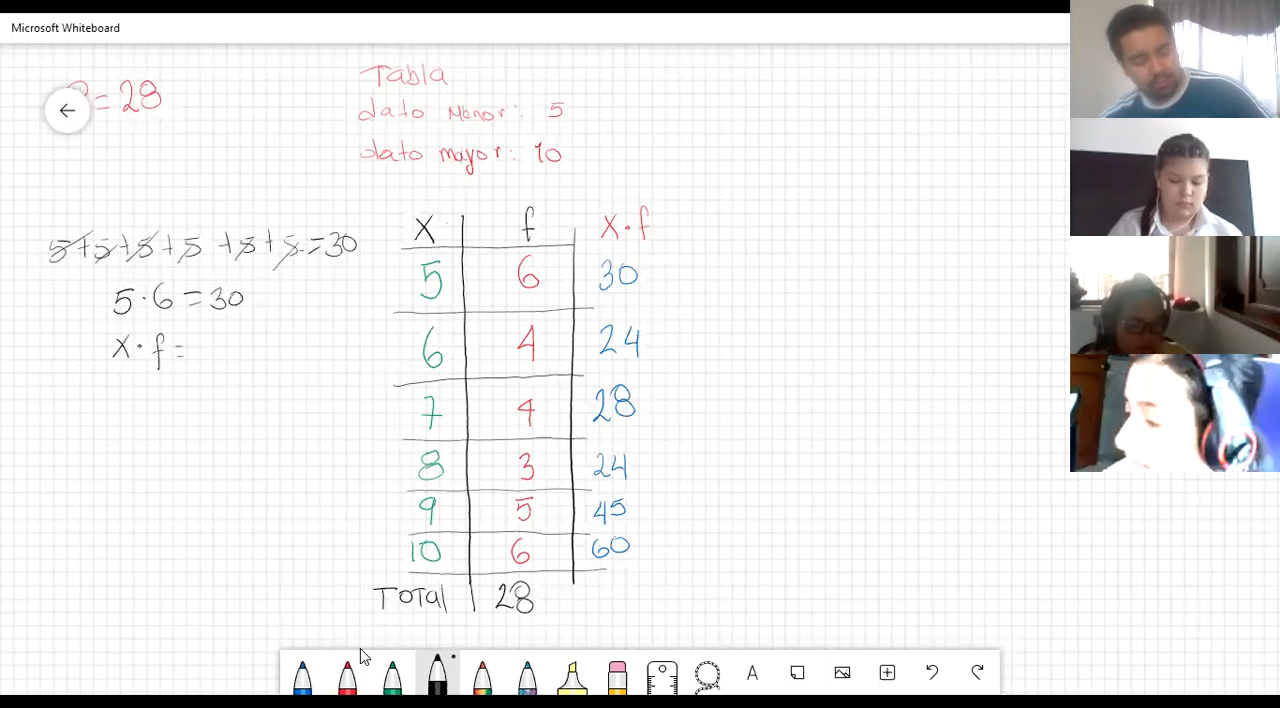 Microsoft Whiteboard
= 28
Tabla
dato Menor: 5
dato mayor: 10
5+5+5+5+5+5=30
5·6=30
X·f=
X f X·f
5 6 30
6 4 24
7 4 28
8 3 24
9 5 45
10 6 60
Total 28
A